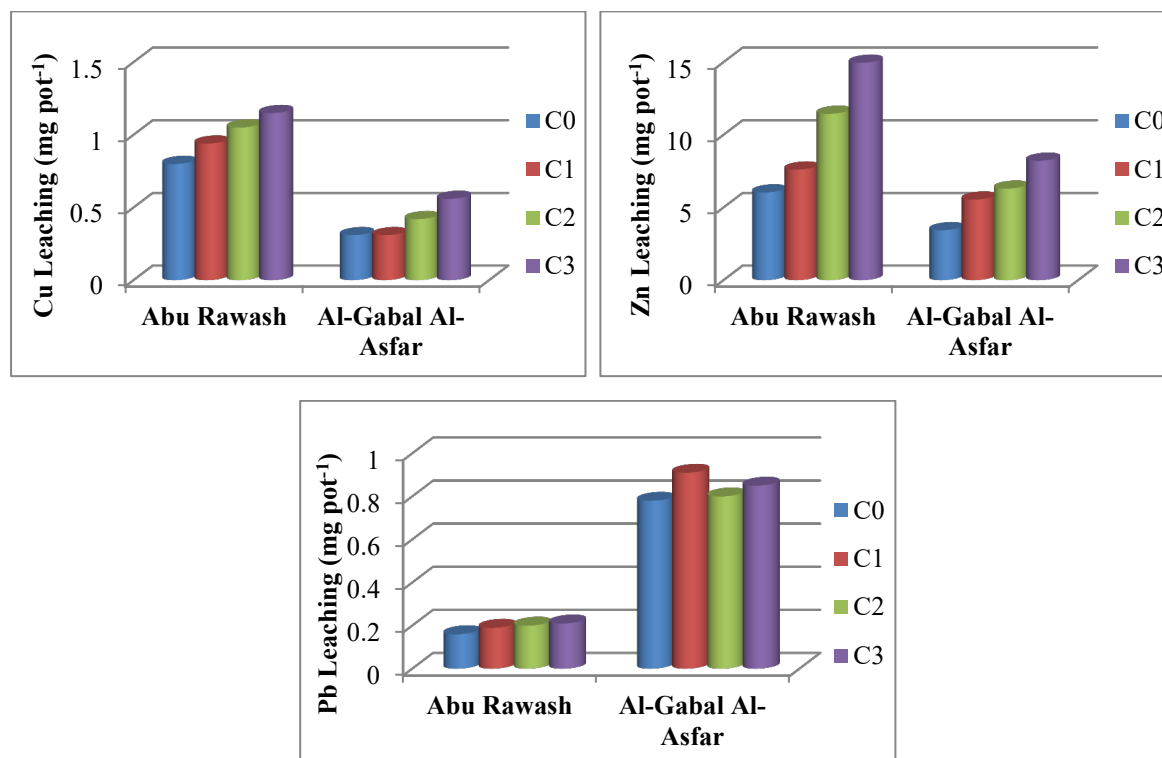 Cu Leaching (mg pot⁻¹)
1.5
1
0.5
0
Abu Rawash
Al-Gabal Al-
Asfar
C0
C1
C2
C3
Zn Leaching (mg pot⁻¹)
15
10
5
0
Abu Rawash
Al-Gabal Al-
Asfar
C0
C1
C2
C3
Pb Leaching (mg pot⁻¹)
1
0.8
0.6
0.4
0.2
0
Abu Rawash
Al-Gabal Al-
Asfar
C0
C1
C2
C3